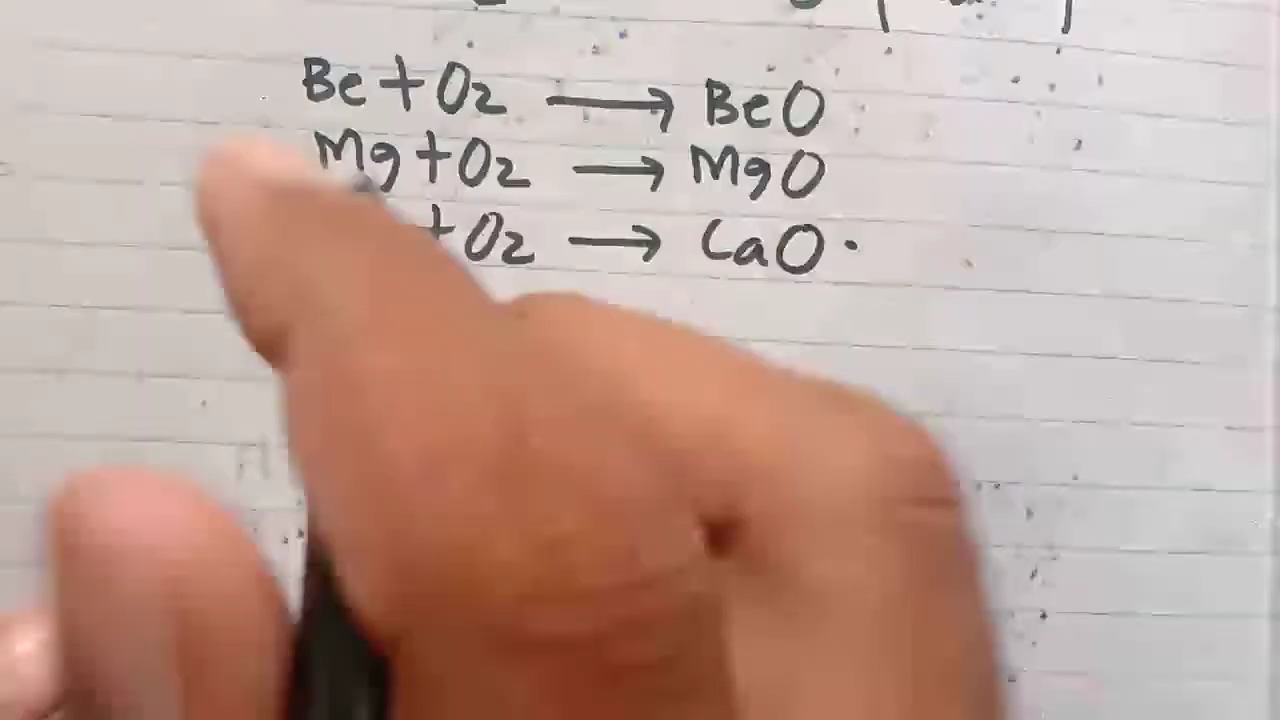 Be + O2 → BeO
Mg + O2 → MgO
+ O2 → CaO.